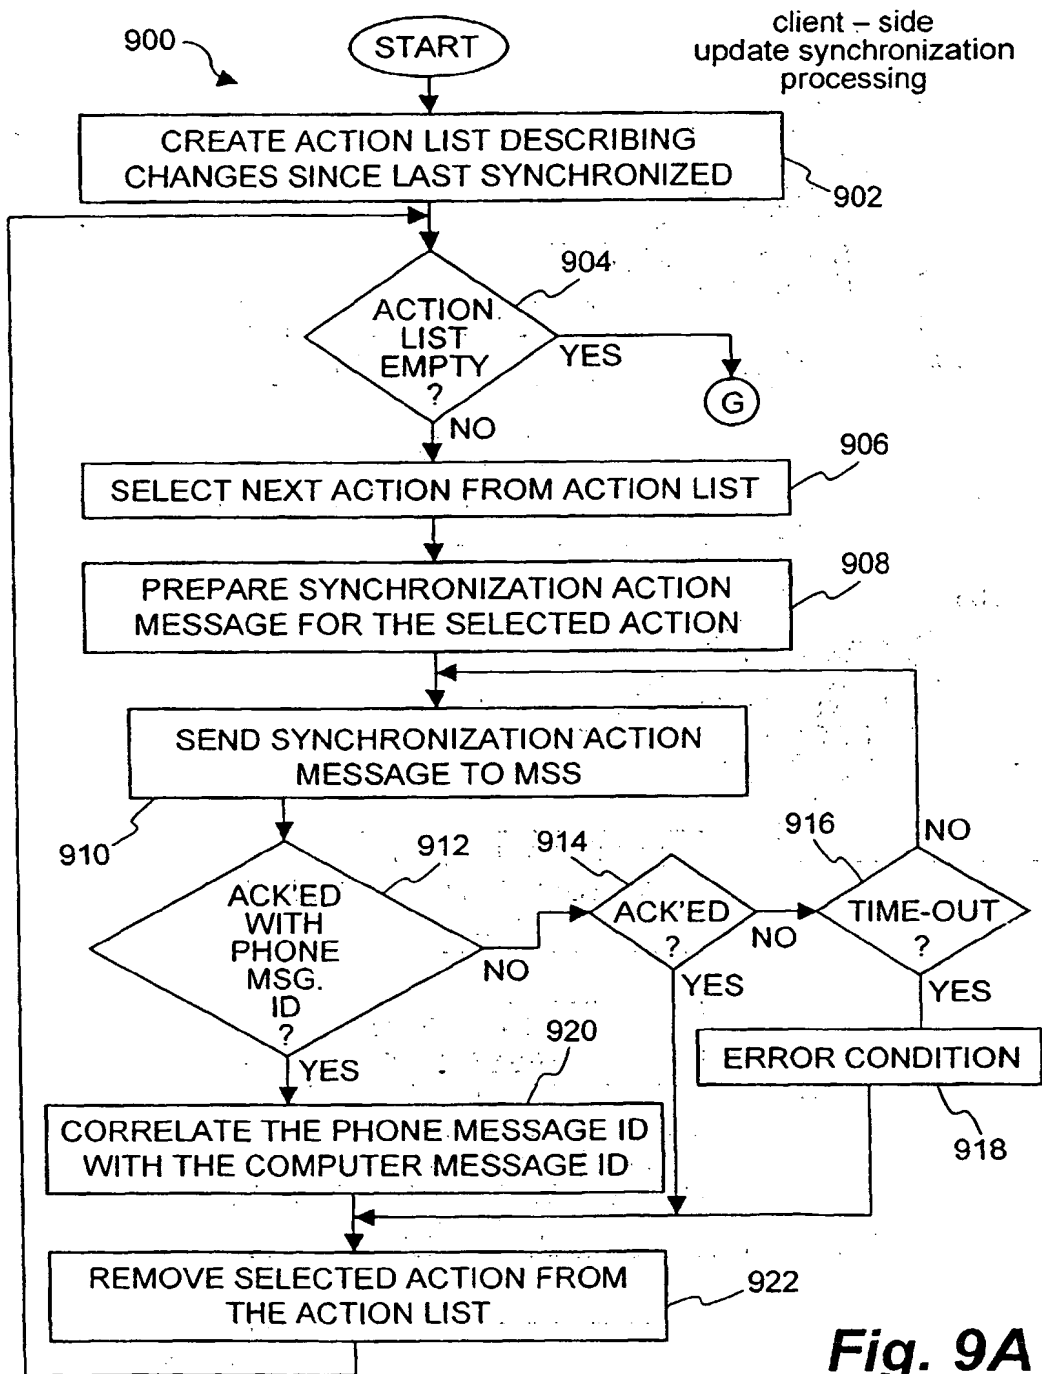 900
START
client – side
update synchronization
processing
CREATE ACTION LIST DESCRIBING
CHANGES SINCE LAST SYNCHRONIZED
902
904
ACTION
LIST
EMPTY
?
YES
G
NO
906
SELECT NEXT ACTION FROM ACTION LIST
908
PREPARE SYNCHRONIZATION ACTION
MESSAGE FOR THE SELECTED ACTION
SEND SYNCHRONIZATION ACTION
MESSAGE TO MSS
910
912
914
916
NO
ACK'ED
WITH
PHONE
MSG.
ID
?
NO
ACK'ED
?
NO
TIME-OUT
?
YES
YES
YES
920
ERROR CONDITION
918
CORRELATE THE PHONE MESSAGE ID
WITH THE COMPUTER MESSAGE ID
REMOVE SELECTED ACTION FROM
THE ACTION LIST
922
Fig. 9A